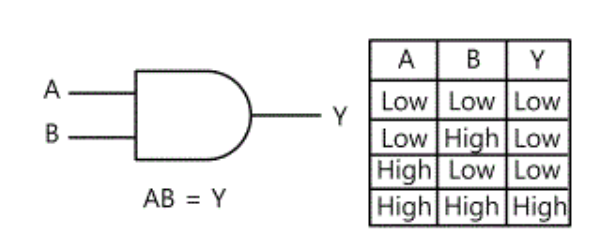 A
B
Y
AB = Y
A B Y
Low Low Low
Low High Low
High Low Low
High High High